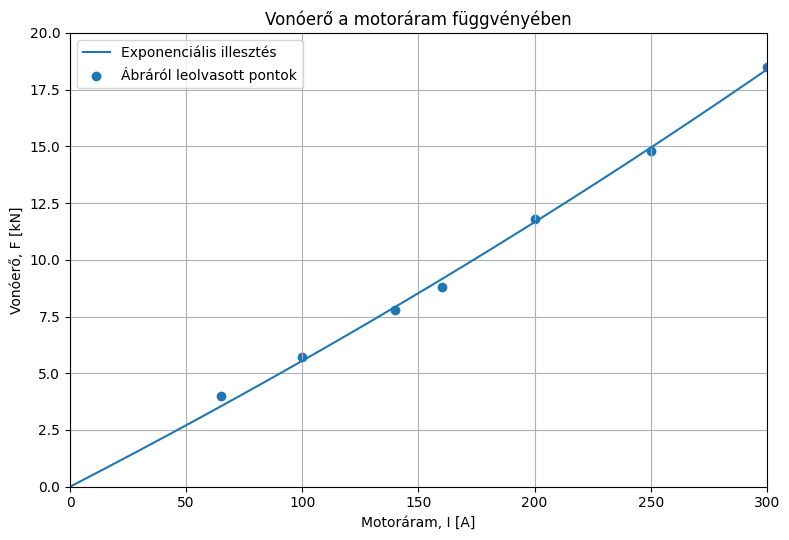 Vonóerő a motoráram függvényében
Exponenciális illesztés
Ábráról leolvasott pontok
Vonóerő, F [kN]
20.0
17.5
15.0
12.5
10.0
7.5
5.0
2.5
0.0
0 50 100 150 200 250 300
Motoráram, I [A]